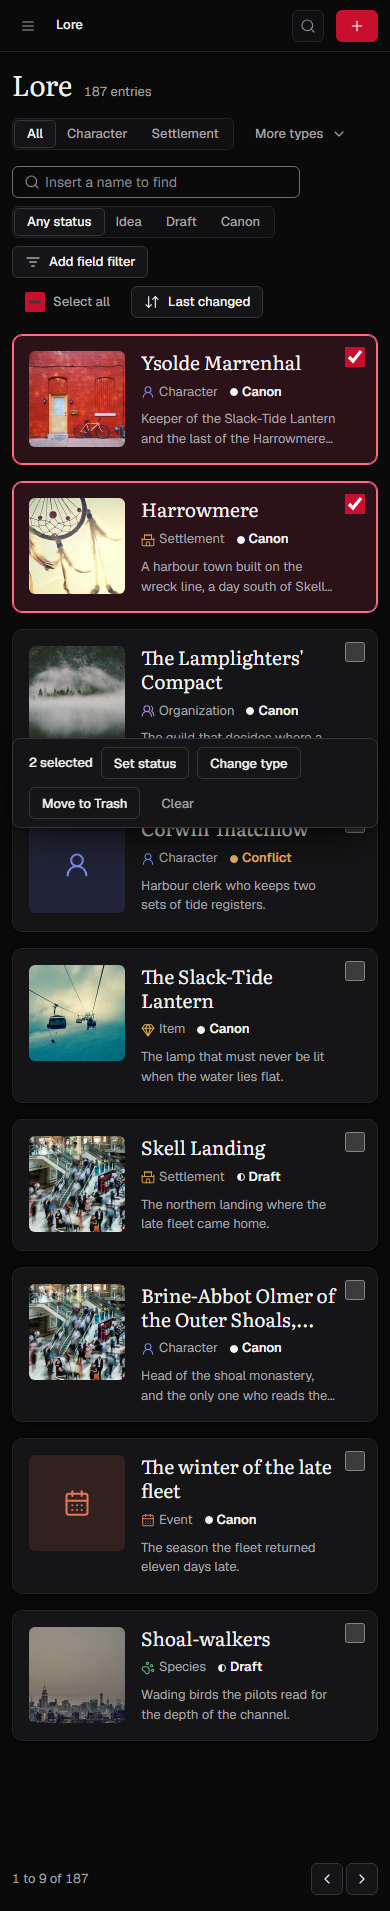 Lore
Lore 187 entries
All Character Settlement More types
Insert a name to find
Any status Idea Draft Canon
Add field filter
Select all Last changed
Ysolde Marrenhal
Character Canon
Keeper of the Slack-Tide Lantern
and the last of the Harrowmere…
Harrowmere
Settlement Canon
A harbour town built on the
wreck line, a day south of Skell…
The Lamplighters'
Compact
Organization Canon
The guild that decides where a
2 selected Set status Change type
Move to Trash Clear
Corwin Thatchlow
Character Conflict
Harbour clerk who keeps two
sets of tide registers.
The Slack-Tide
Lantern
Item Canon
The lamp that must never be lit
when the water lies flat.
Skell Landing
Settlement Draft
The northern landing where the
late fleet came home.
Brine-Abbot Olmer of
the Outer Shoals,…
Character Canon
Head of the shoal monastery,
and the only one who reads the…
The winter of the late
fleet
Event Canon
The season the fleet returned
eleven days late.
Shoal-walkers
Species Draft
Wading birds the pilots read for
the depth of the channel.
1 to 9 of 187